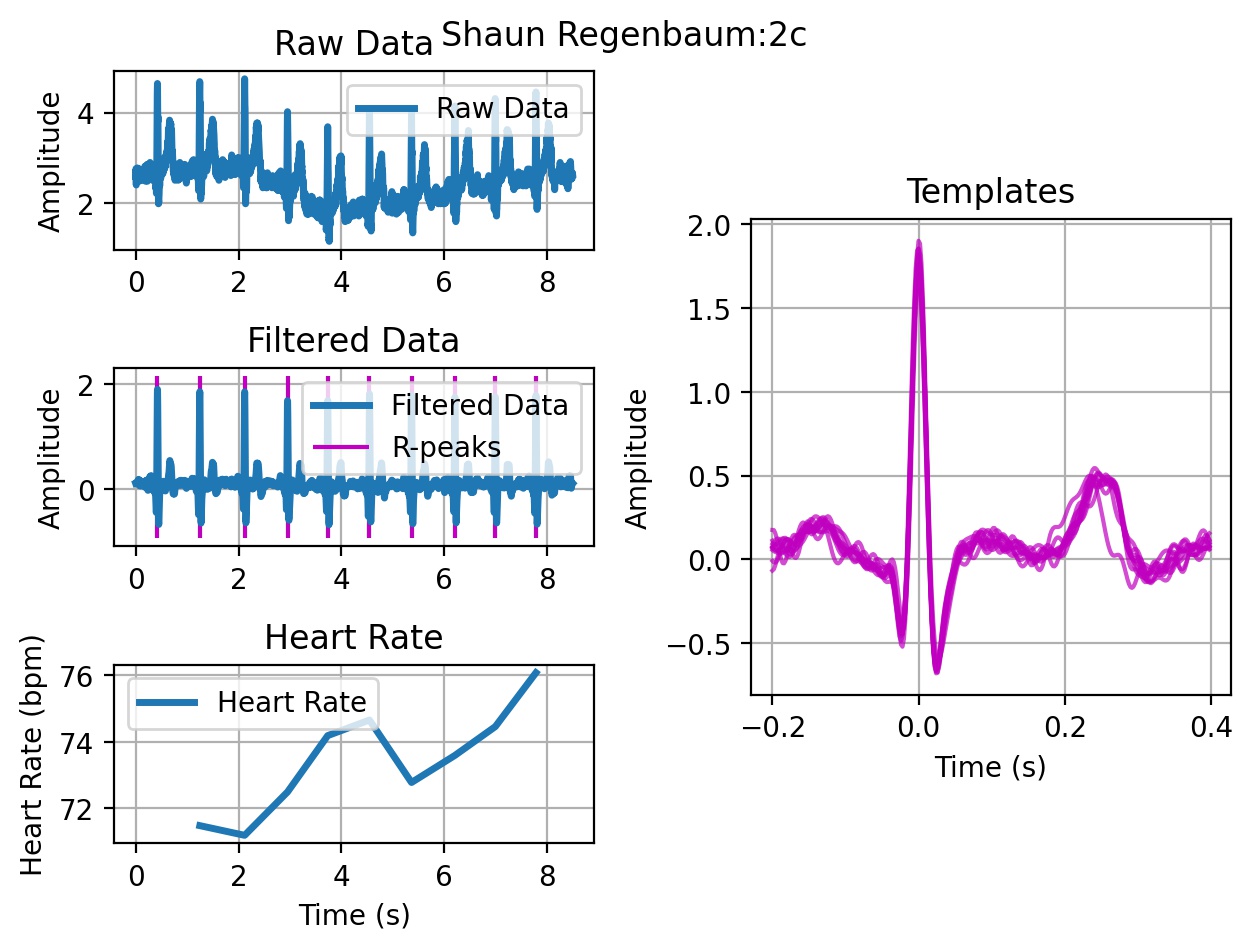 Shaun Regenbaum:2c
Raw Data
Amplitude
4
2
Raw Data
0 2 4 6 8
Filtered Data
Amplitude
2
0
Filtered Data
R-peaks
0 2 4 6 8
Heart Rate
Heart Rate (bpm)
76
74
72
Heart Rate
0 2 4 6 8
Time (s)
Templates
Amplitude
2.0
1.5
1.0
0.5
0.0
−0.5
−0.2 0.0 0.2 0.4
Time (s)